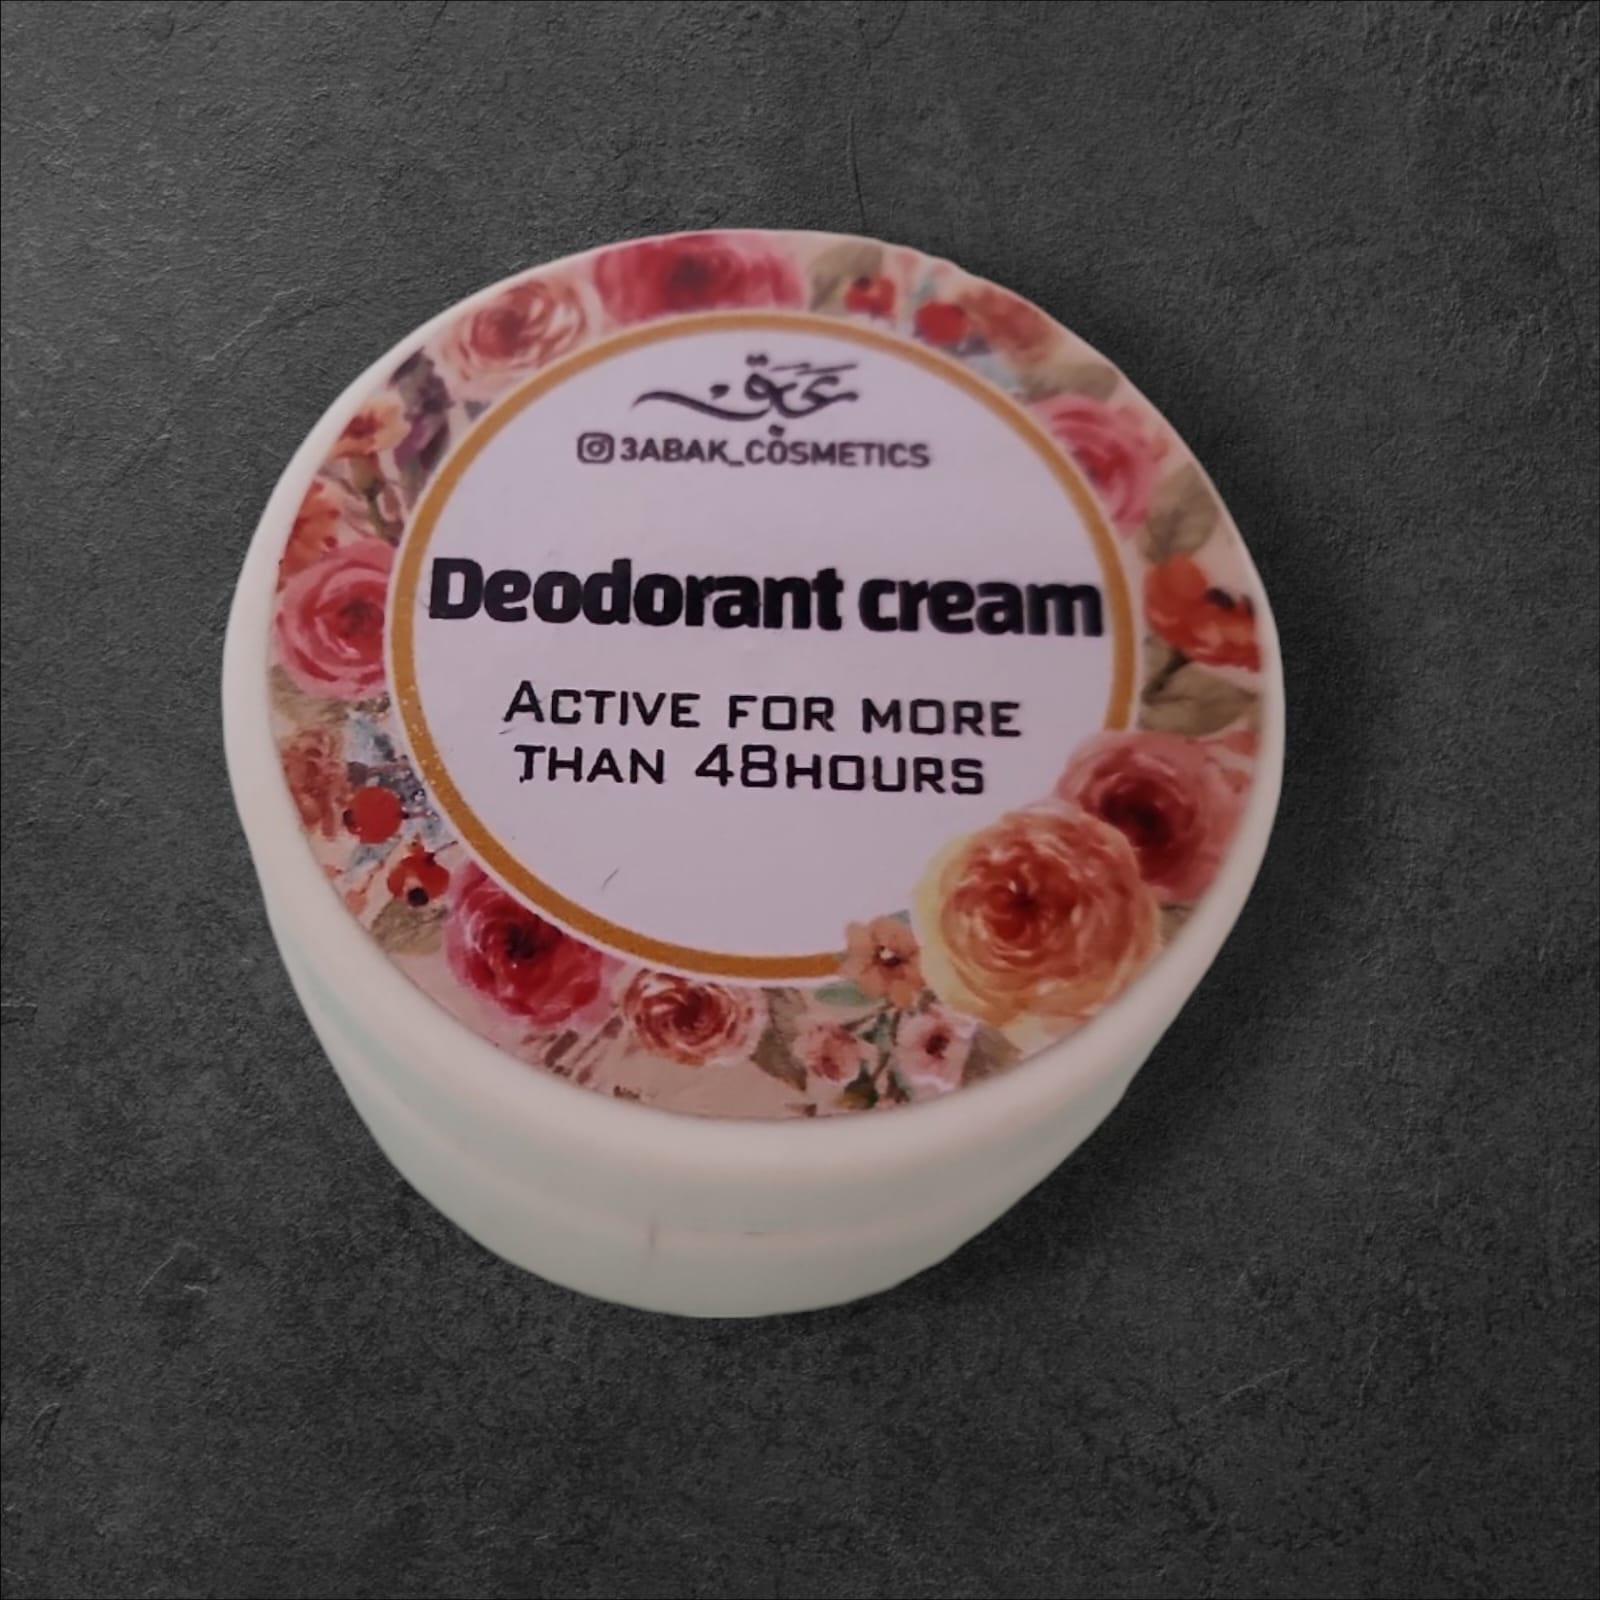 عبق
3ABAK_COSMETICS
Deodorant cream
ACTIVE FOR MORE
THAN 48HOURS